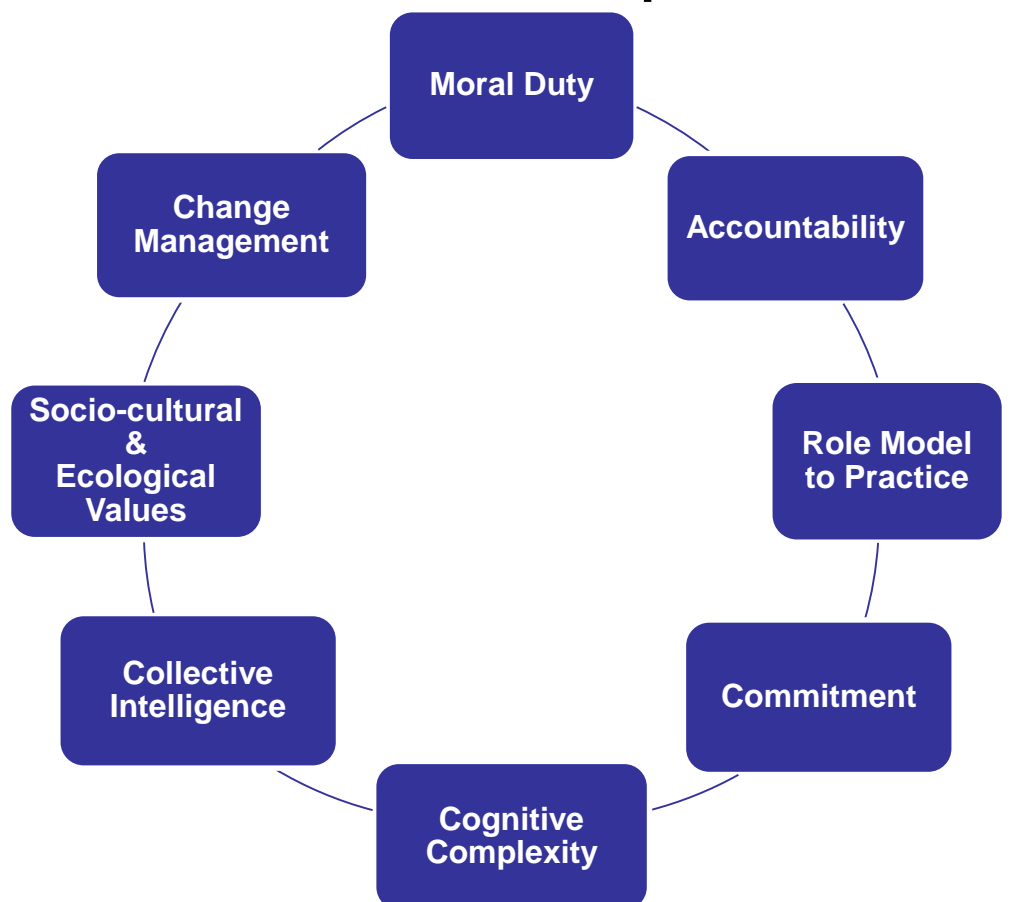 Moral Duty
Accountability
Role Model
to Practice
Commitment
Cognitive
Complexity
Collective
Intelligence
Socio-cultural
&
Ecological
Values
Change
Management